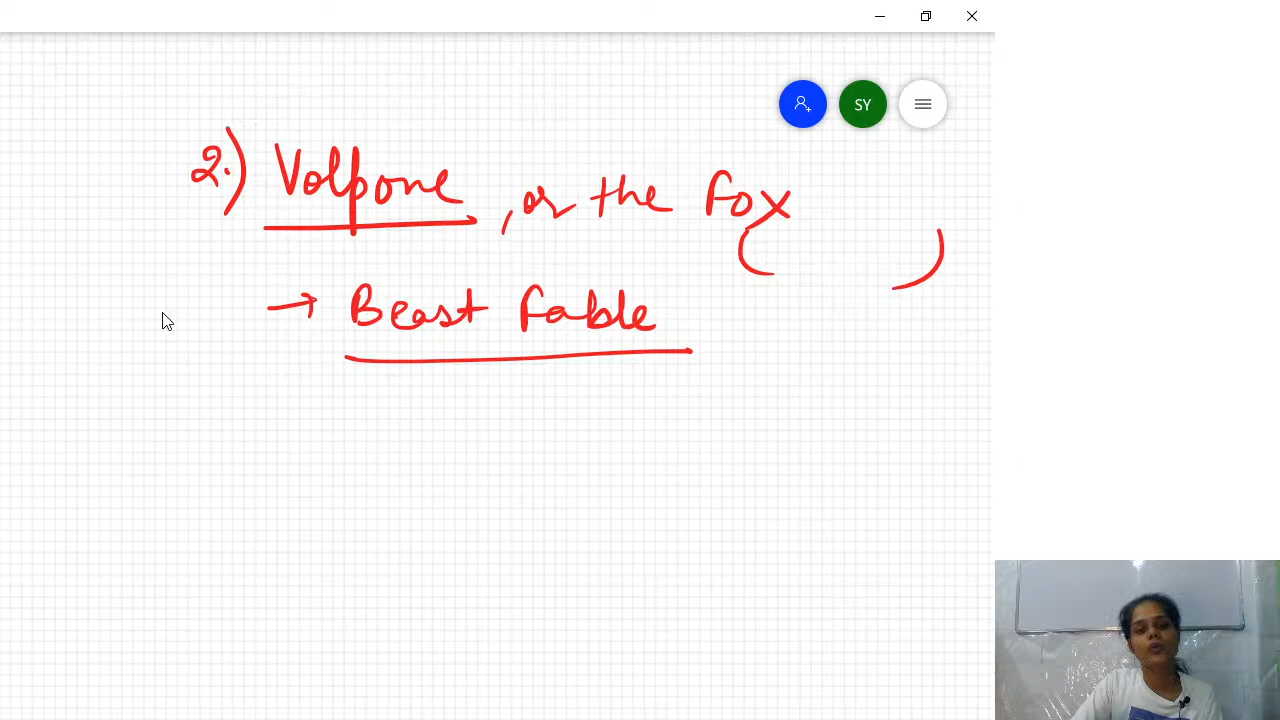 SY
2.) Volpone, or the Fox
( )
→ Beast Fable